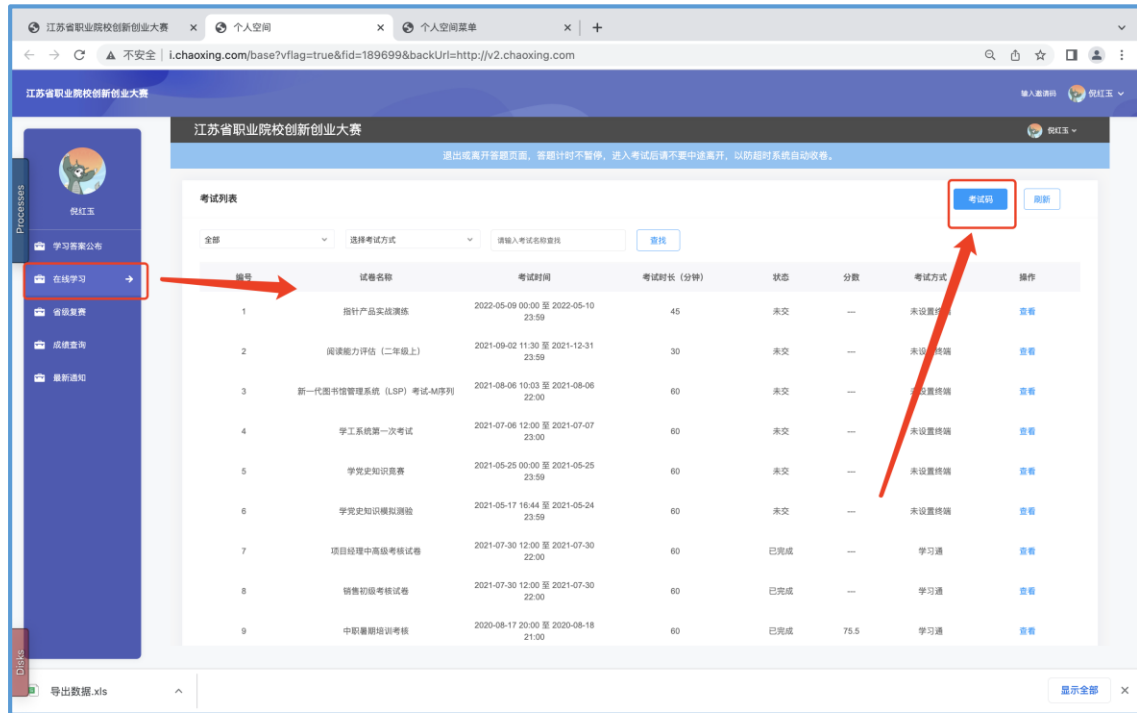 江苏省职业院校创新创业大赛
个人空间
个人空间菜单
不安全 i.chaoxing.com/base?vflag=true&fid=189699&backUrl=http://v2.chaoxing.com
江苏省职业院校创新创业大赛 输入邀请码 倪红玉
江苏省职业院校创新创业大赛 倪红玉
退出或离开答题页面，答题计时不暂停，进入考试后请不要中途离开，以防超时系统自动收卷。
Processes
倪红玉
学习答案公布
在线学习
省级复赛
成绩查询
最新通知
Disks
考试列表 考试码 刷新
全部 选择考试方式 请输入考试名称查找 查找
编号 试卷名称 考试时间 考试时长（分钟） 状态 分数 考试方式 操作
1 指针产品实战演练 2022-05-09 00:00 至 2022-05-10 23:59 45 未交 --- 未设置终端 查看
2 阅读能力评估（二年级上） 2021-09-02 11:30 至 2021-12-31 23:59 30 未交 --- 未设置终端 查看
3 新一代图书馆管理系统（LSP）考试-M序列 2021-08-06 10:03 至 2021-08-06 22:00 60 未交 --- 未设置终端 查看
4 学工系统第一次考试 2021-07-06 12:00 至 2021-07-07 23:00 60 未交 --- 未设置终端 查看
5 学党史知识竞赛 2021-05-25 00:00 至 2021-05-25 23:59 60 未交 --- 未设置终端 查看
6 学党史知识模拟测验 2021-05-17 16:44 至 2021-05-24 23:59 60 未交 --- 未设置终端 查看
7 项目经理中高级考核试卷 2021-07-30 12:00 至 2021-07-30 22:00 60 已完成 --- 学习通 查看
8 销售初级考核试卷 2021-07-30 12:00 至 2021-07-30 22:00 60 已完成 --- 学习通 查看
9 中职暑期培训考核 2020-08-17 20:00 至 2020-08-18 21:00 60 已完成 75.5 学习通 查看
导出数据.xls 显示全部